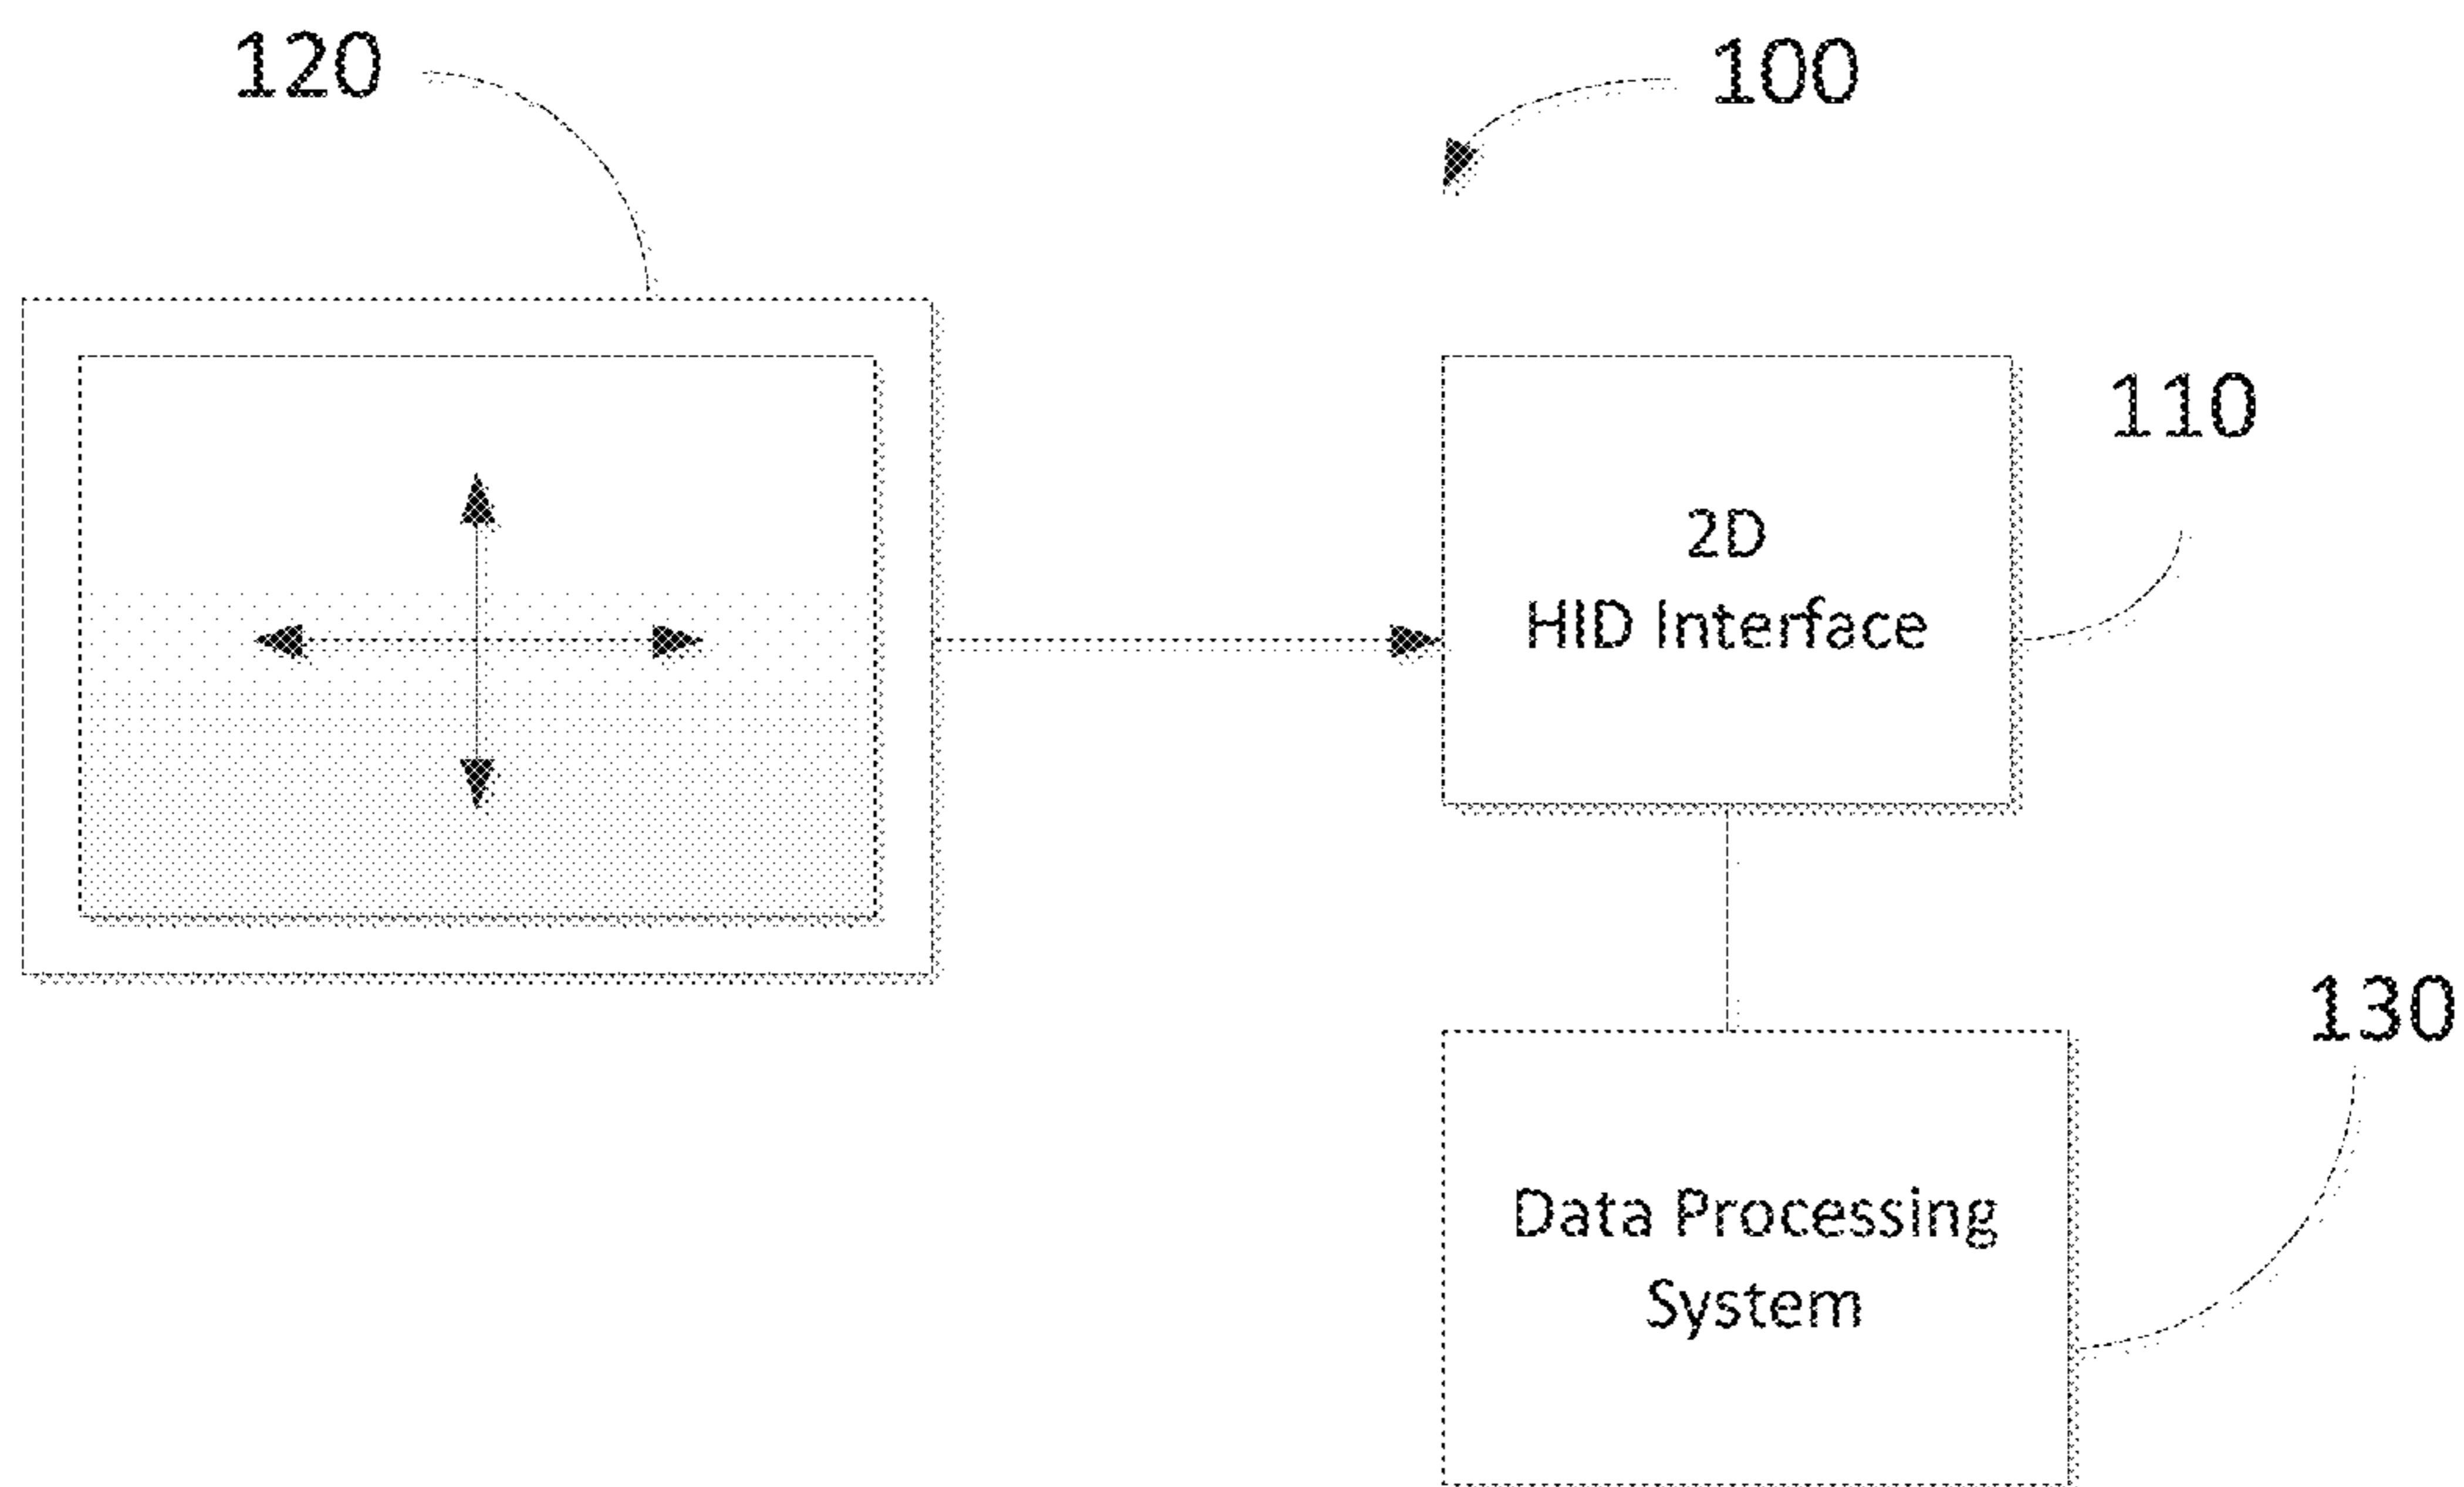 120
100
110
2D
HID Interface
130
Data Processing
System